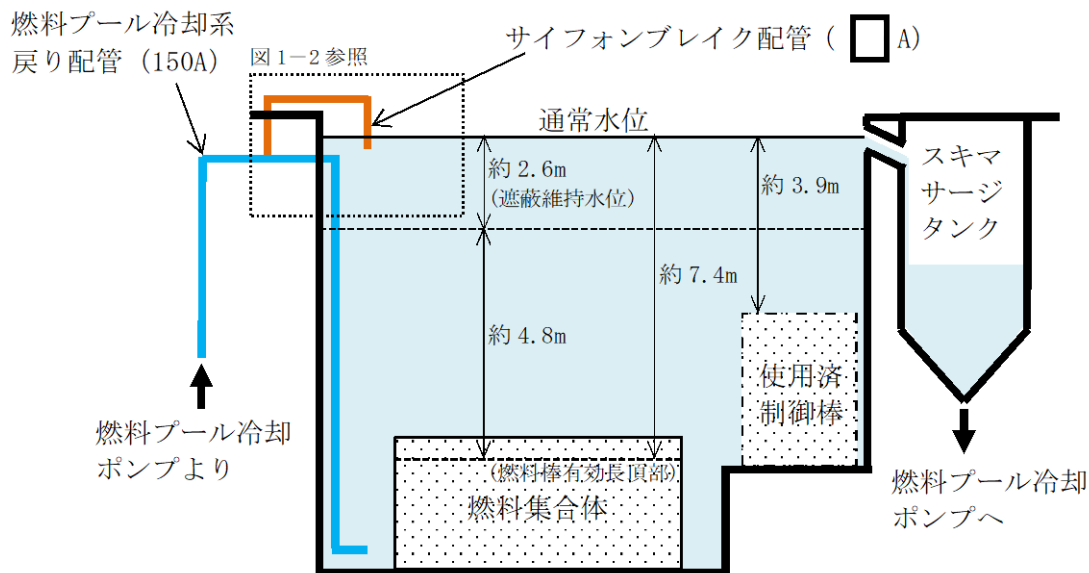 燃料プール冷却系
戻り配管(150A)
図1-2参照
サイフォンブレイク配管( A)
通常水位
約2.6m
(遮蔽維持水位)
約3.9m
スキマ
サージ
タンク
約7.4m
約4.8m
使用済
制御棒
燃料プール冷却
ポンプより
(燃料棒有効長頂部)
燃料集合体
燃料プール冷却
ポンプへ